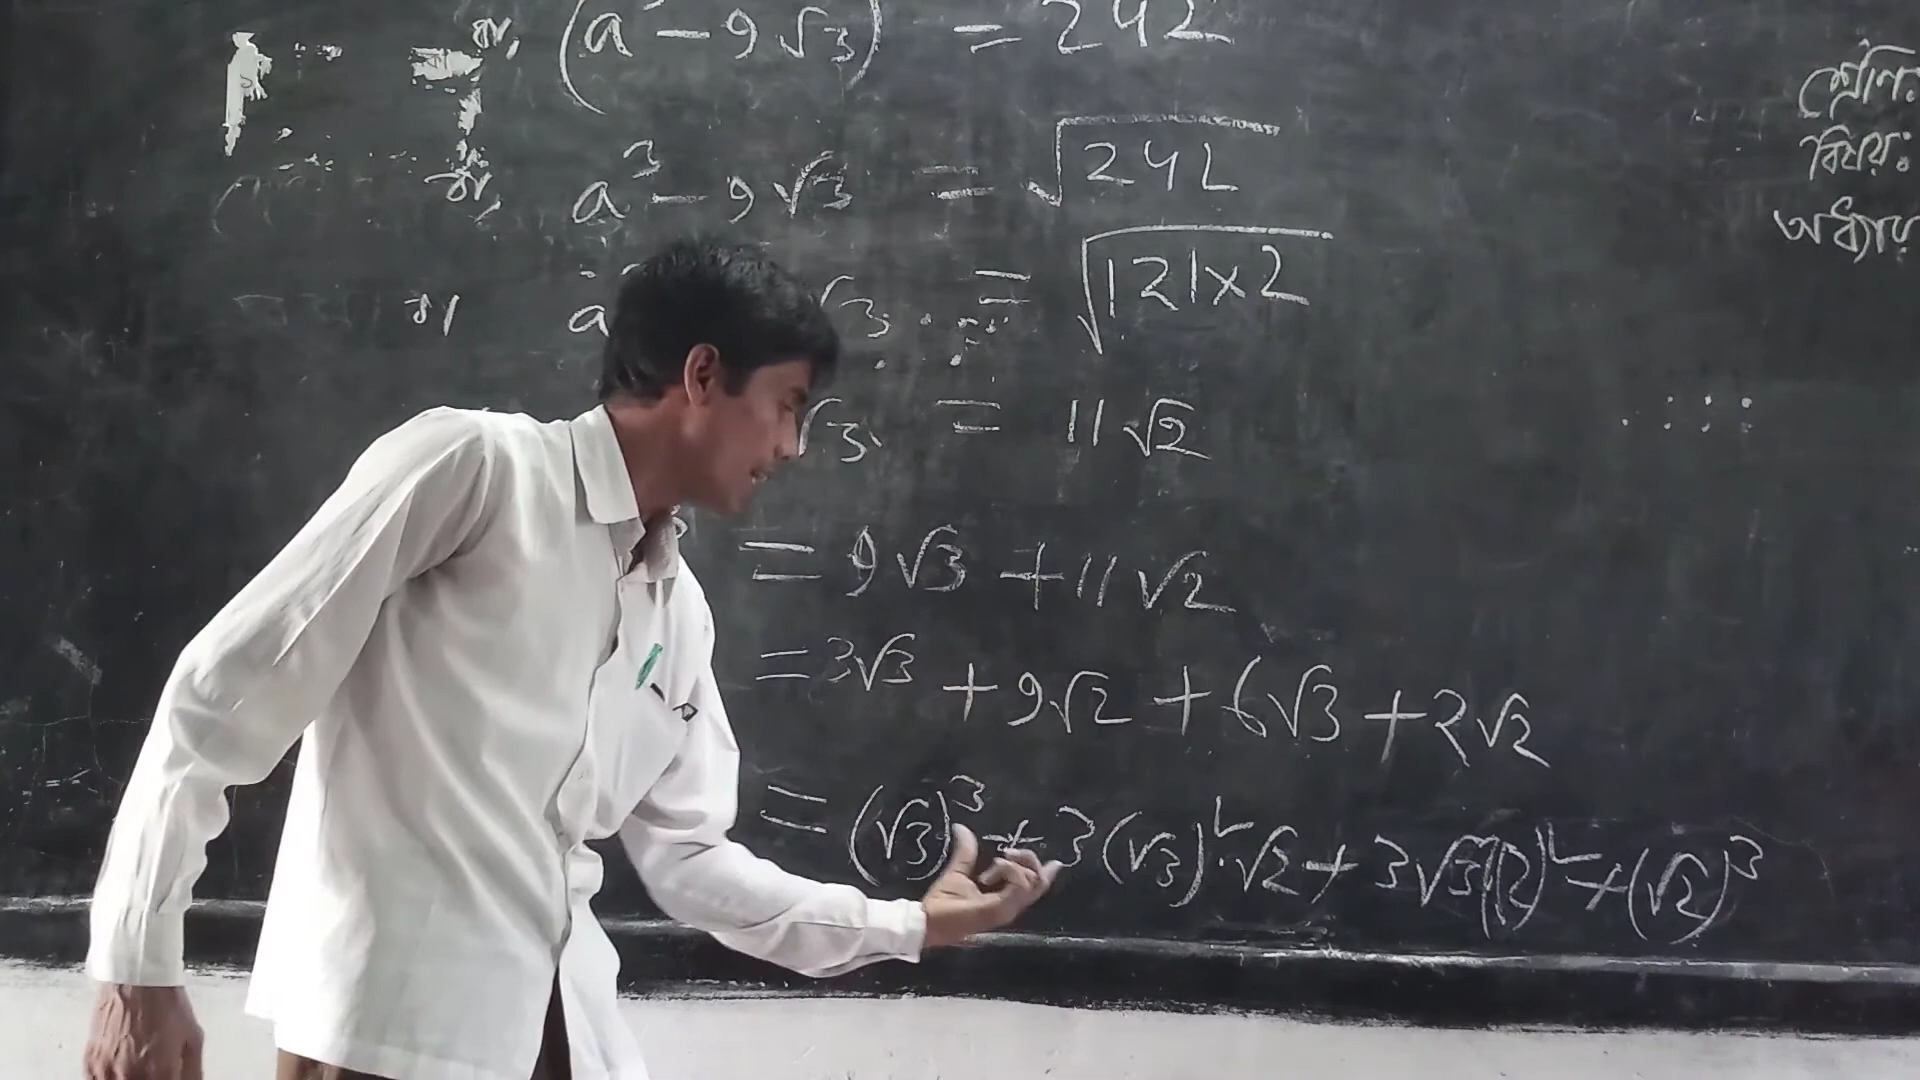 বা, (a³ - 9√3) = 242
বা, a³ - 9√3 = √242
বা a √3 = √121×2
√3 = 11√2
= 9√3 + 11√2
= 3√3 + 9√2 + 6√3 + 2√2
= (√3)³ + 3(√3)²·√2 + 3√3(√2)² + (√2)³
শ্রেণি:
বিষয়:
অধ্যায়